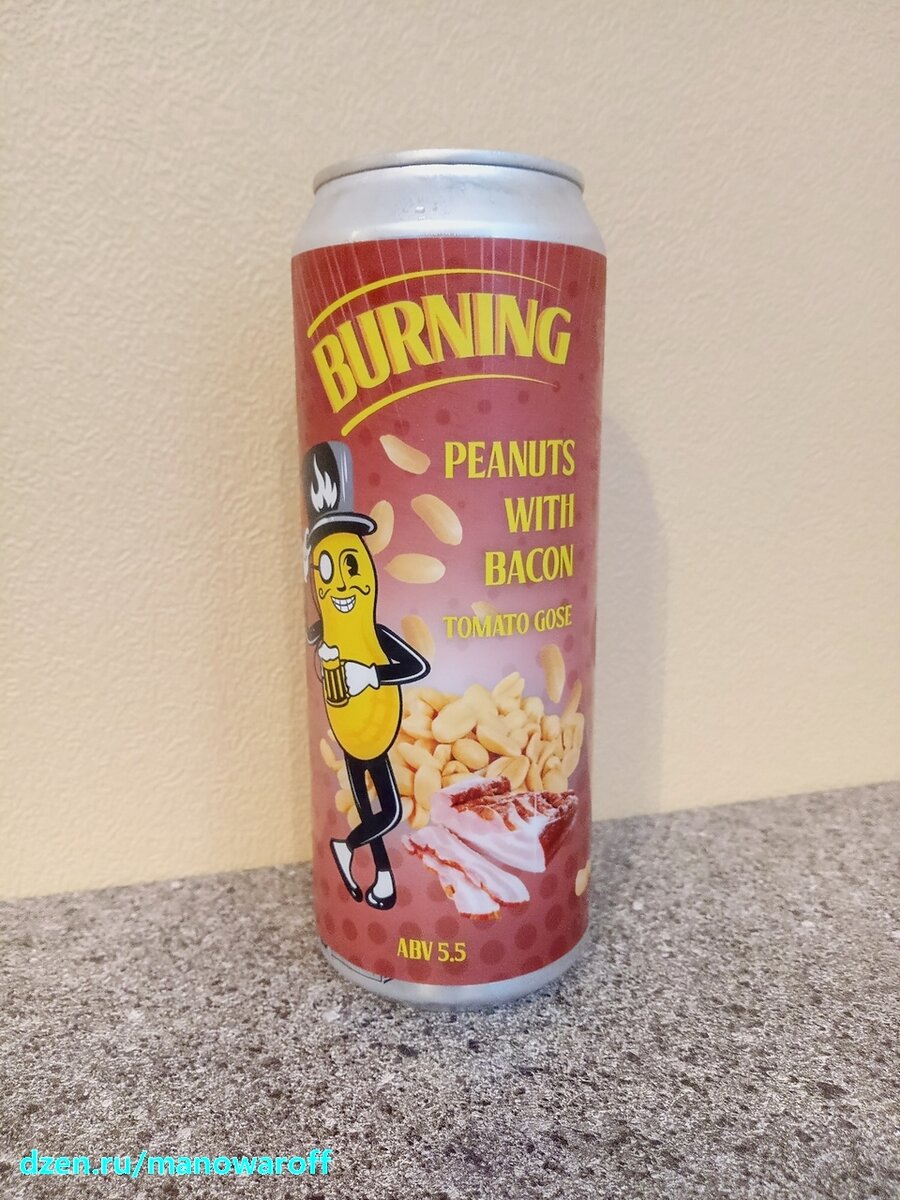 BURNING
PEANUTS
WITH
BACON
TOMATO GOSE
ABV 5.5
dzen.ru/manowaroff